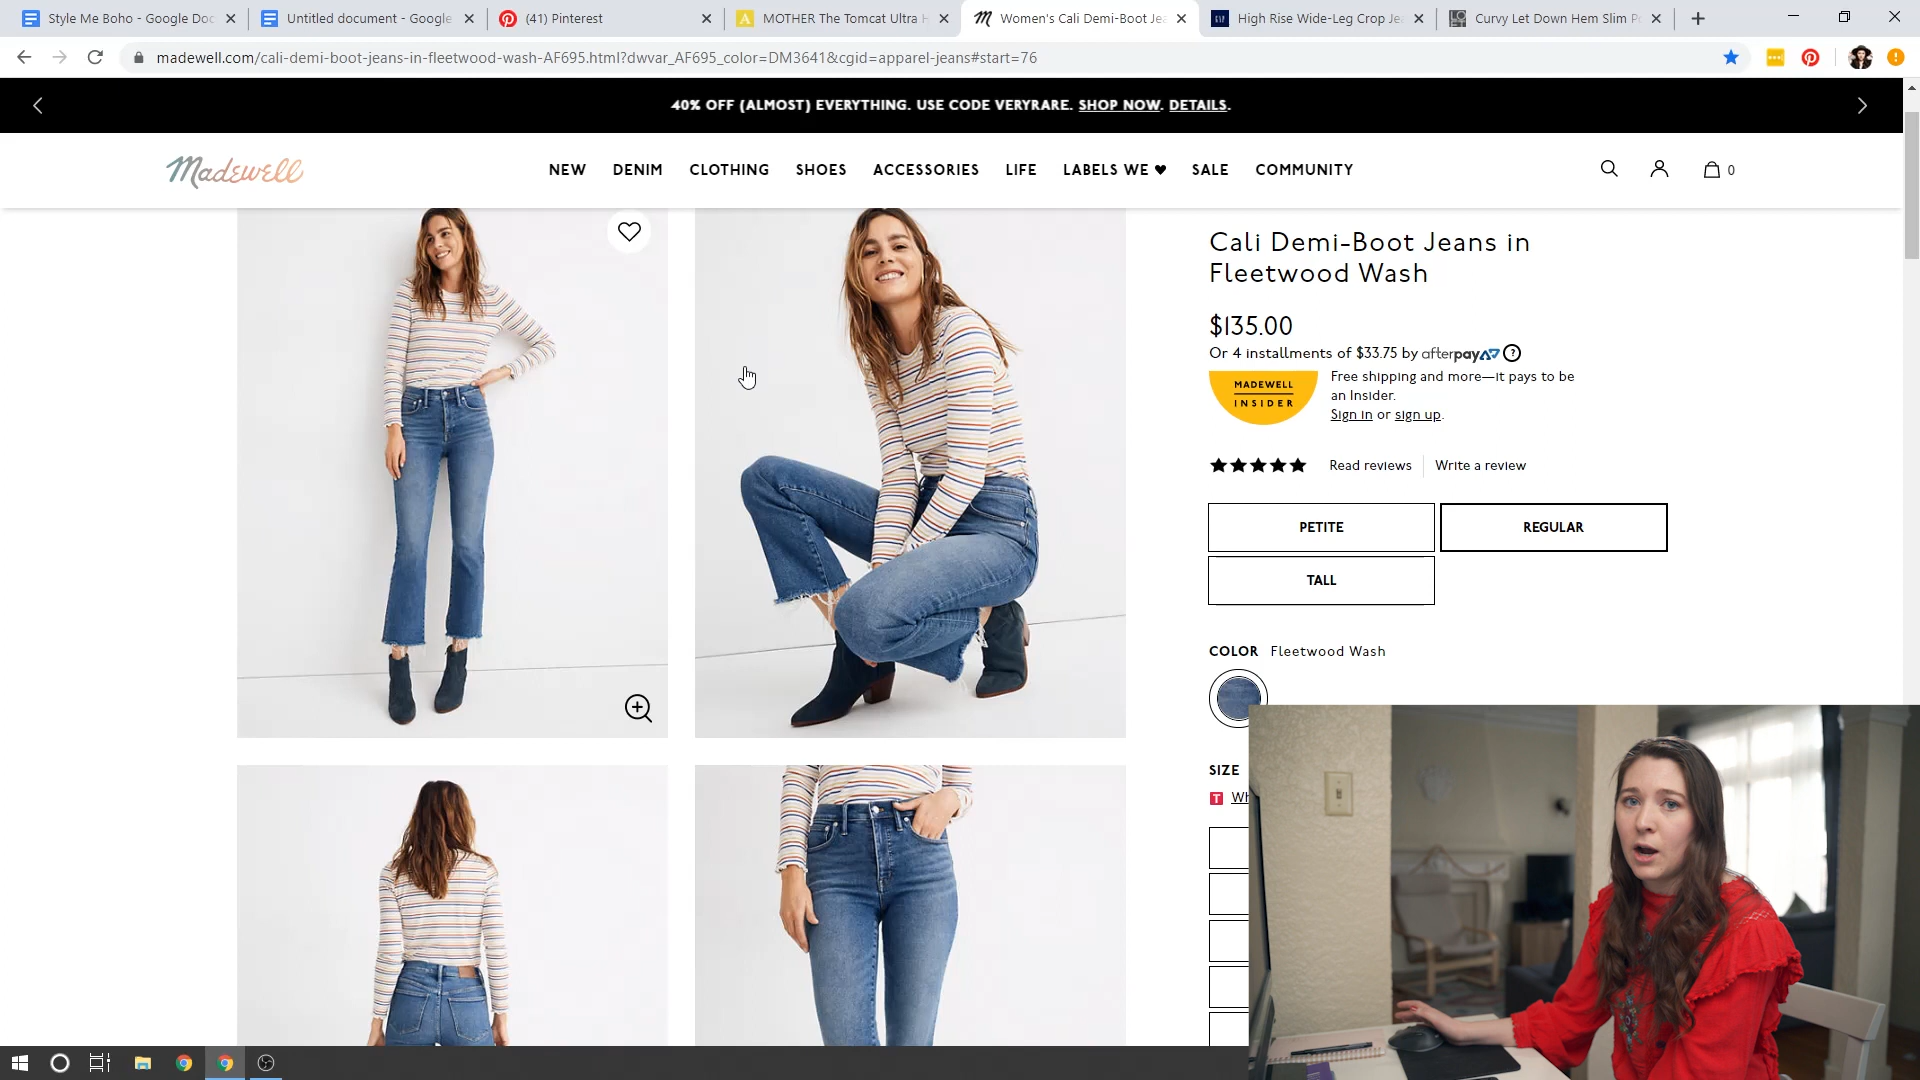 Style Me Boho - Google Doc
Untitled document - Google
(41) Pinterest
MOTHER The Tomcat Ultra H
Women's Cali Demi-Boot Jea
High Rise Wide-Leg Crop Je
Curvy Let Down Hem Slim P
madewell.com/cali-demi-boot-jeans-in-fleetwood-wash-AF695.html?dwvar_AF695_color=DM3641&cgid=apparel-jeans#start=76
40% OFF (ALMOST) EVERYTHING. USE CODE VERYRARE. SHOP NOW. DETAILS.
Madewell
NEW DENIM CLOTHING SHOES ACCESSORIES LIFE LABELS WE ♥ SALE COMMUNITY
0
Cali Demi-Boot Jeans in
Fleetwood Wash
$135.00
Or 4 installments of $33.75 by afterpay ?
MADEWELL
INSIDER
Free shipping and more—it pays to be
an Insider.
Sign in or sign up.
Read reviews Write a review
PETITE
REGULAR
TALL
COLOR Fleetwood Wash
SIZE
T